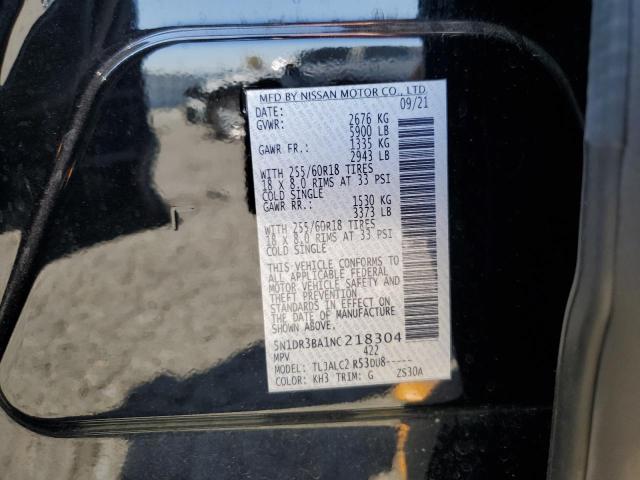 MFD BY NISSAN MOTOR CO., LTD.
DATE: 09/21
GVWR: 2676 KG
5900 LB
GAWR FR.: 1335 KG
2943 LB
WITH 255/60R18 TIRES
18 X 8.0 RIMS AT 33 PSI
COLD SINGLE
GAWR RR.: 1530 KG
3373 LB
WITH 255/60R18 TIRES
18 X 8.0 RIMS AT 33 PSI
COLD SINGLE
THIS VEHICLE CONFORMS TO
ALL APPLICABLE FEDERAL
MOTOR VEHICLE SAFETY AND
THEFT PREVENTION
STANDARDS IN EFFECT ON
THE DATE OF MANUFACTURE
SHOWN ABOVE.
5N1DR3BA1NC218304
MPV 422
MODEL: TLJALC2 R53DU8-----
COLOR: KH3 TRIM: G ZS30A